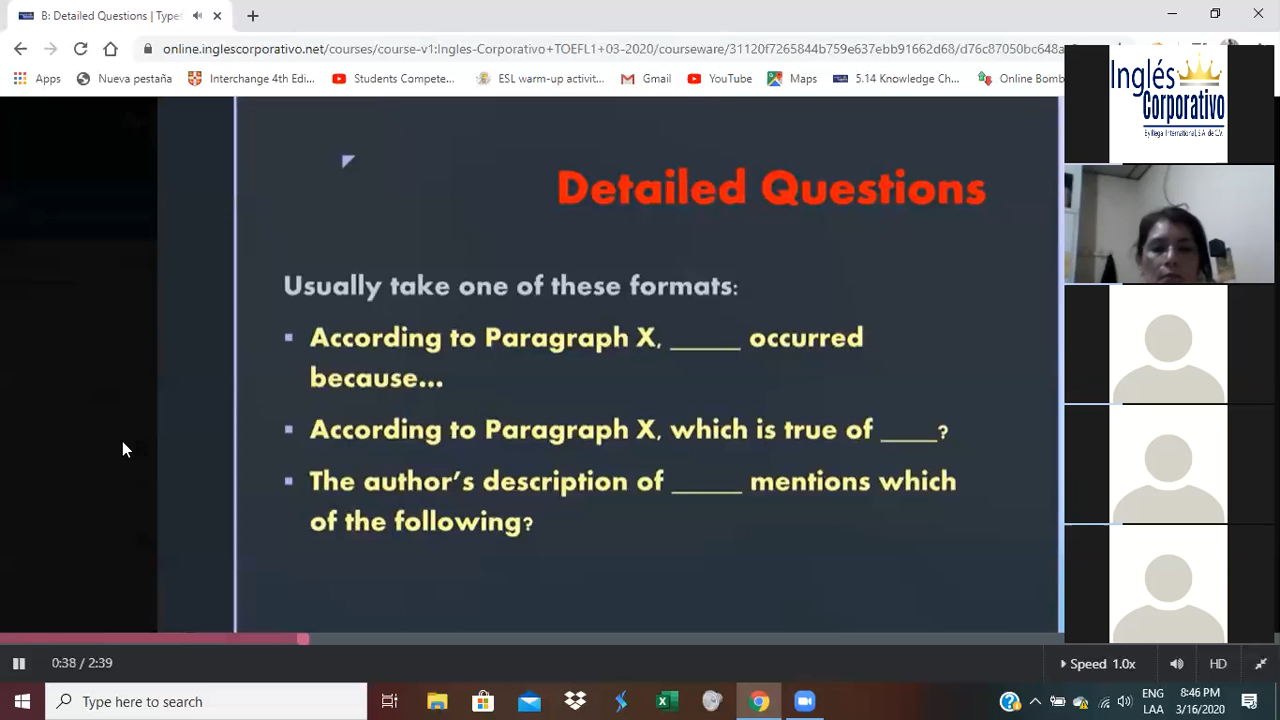 B: Detailed Questions | Types
online.inglescorporativo.net/courses/course-v1:Ingles-Corporativo+TOEFL1+03-2020/courseware/31120f7265844b759e637ebb91662d68/d76c87050bc648a
Apps
Nueva pestaña
Interchange 4th Edi...
Students Compete...
ESL warm-up activit...
Gmail
YouTube
Maps
5.14 Knowledge Ch...
Online Bomb
Inglés
Corporativo
Detailed Questions
Usually take one of these formats:
According to Paragraph X, _____ occurred
because...
According to Paragraph X, which is true of ____?
The author's description of _____ mentions which
of the following?
0:38 / 2:39
Speed 1.0x
HD
Type here to search
ENG
LAA
8:46 PM
3/16/2020